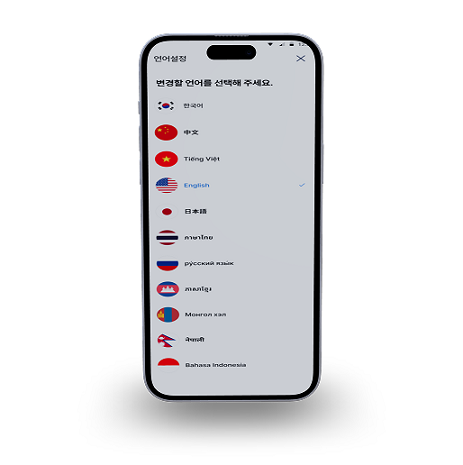 언어설정
변경할 언어를 선택해 주세요.
한국어
中文
Tiếng Việt
English
日本語
ภาษาไทย
русский язык
ភាសាខ្មែរ
Монгол хэл
नेपाली
Bahasa Indonesia